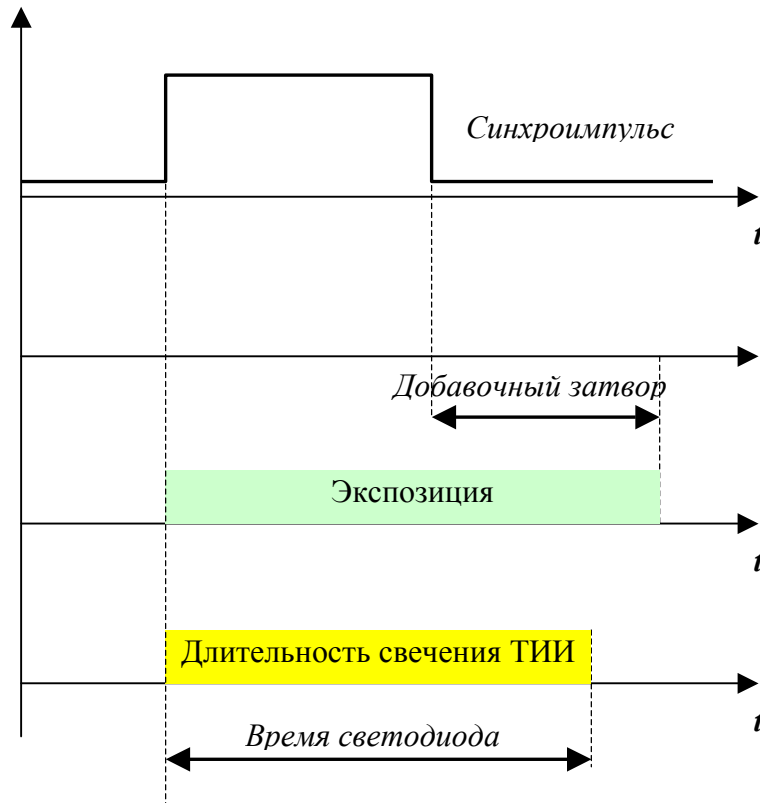 Синхроимпульс
t
Добавочный затвор
Экспозиция
t
Длительность свечения ТИИ
t
Время светодиода